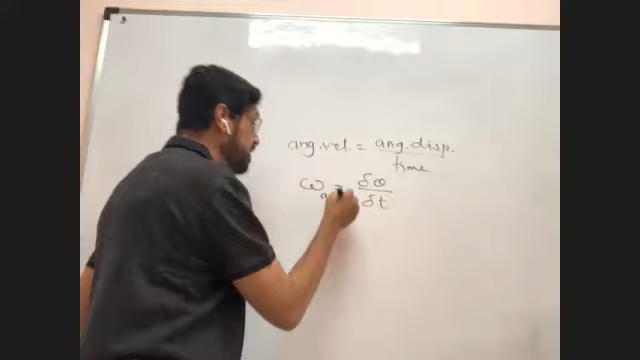 ang. vel. = ang. disp.
time
ω = δθ
δt